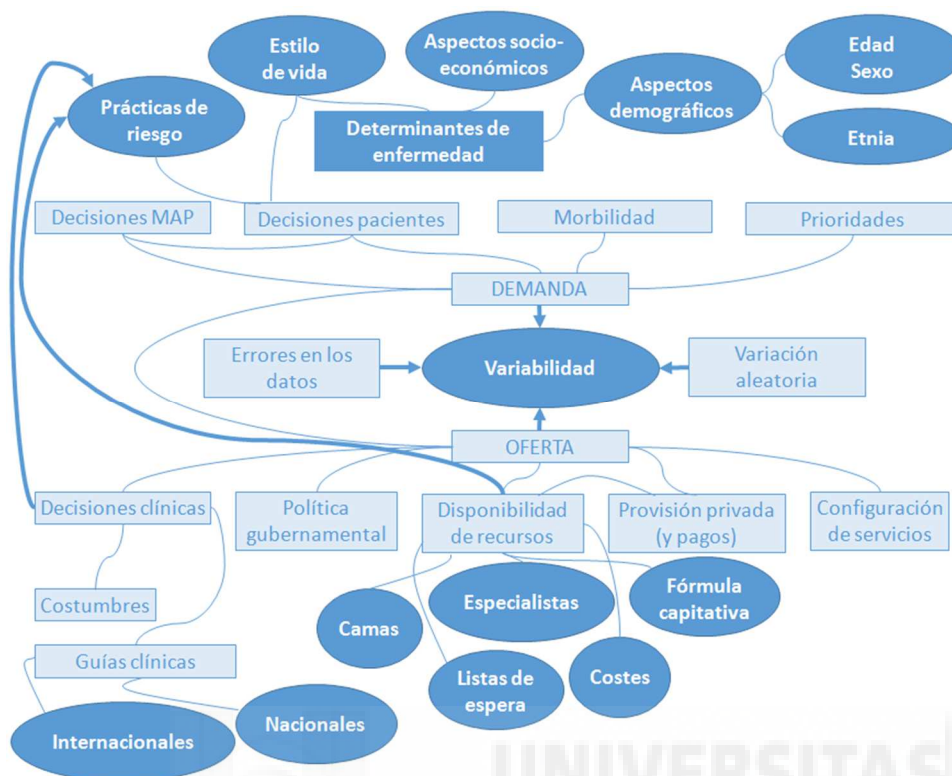 Estilo
de vida
Aspectos socio-
económicos
Edad
Sexo
Prácticas de
riesgo
Aspectos
demográficos
Determinantes de
enfermedad
Etnia
Decisiones MAP
Decisiones pacientes
Morbilidad
Prioridades
DEMANDA
Errores en los
datos
Variabilidad
Variación
aleatoria
OFERTA
Decisiones clínicas
Política
gubernamental
Disponibilidad
de recursos
Provisión privada
(y pagos)
Configuración
de servicios
Costumbres
Camas
Especialistas
Fórmula
capitativa
Guías clínicas
Listas de
espera
Costes
Internacionales
Nacionales
UNIVERSITAS